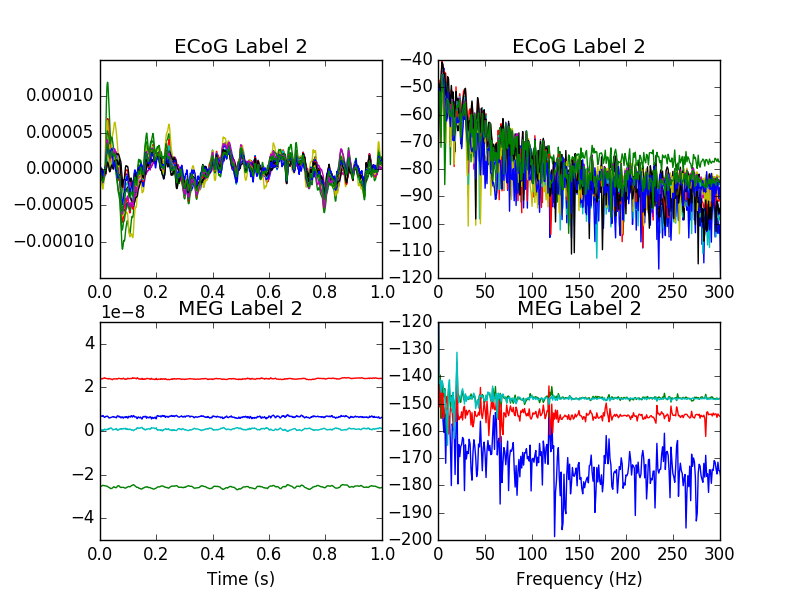 ECoG Label 2
0.00010
0.00005
0.00000
−0.00005
−0.00010
0.0 0.2 0.4 0.6 0.8 1.0
ECoG Label 2
−40
−50
−60
−70
−80
−90
−100
−110
−120
0 50 100 150 200 250 300
MEG Label 2
1e−8
4
2
0
−2
−4
0.0 0.2 0.4 0.6 0.8 1.0
Time (s)
MEG Label 2
−120
−130
−140
−150
−160
−170
−180
−190
−200
0 50 100 150 200 250 300
Frequency (Hz)